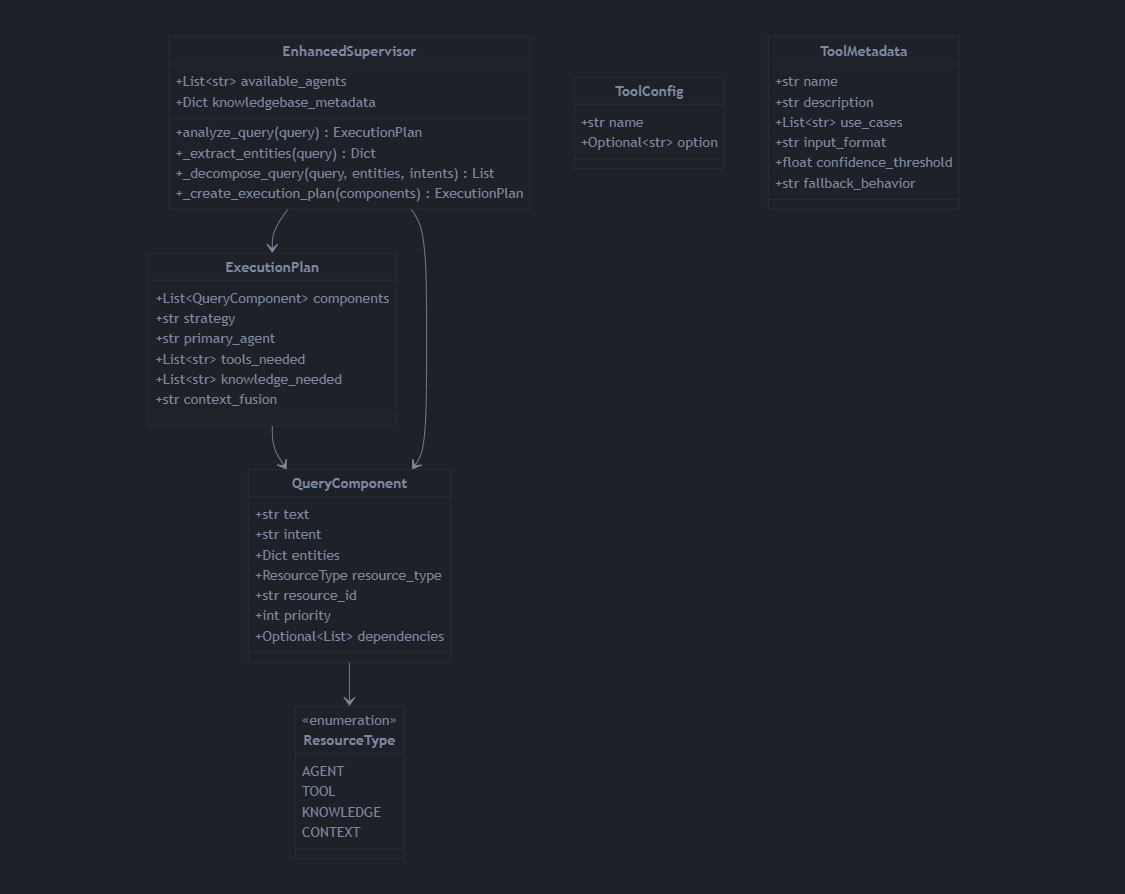 EnhancedSupervisor
+List<str> available_agents
+Dict knowledgebase_metadata
+analyze_query(query) : ExecutionPlan
+_extract_entities(query) : Dict
+_decompose_query(query, entities, intents) : List
+_create_execution_plan(components) : ExecutionPlan
ToolConfig
+str name
+Optional<str> option
ToolMetadata
+str name
+str description
+List<str> use_cases
+str input_format
+float confidence_threshold
+str fallback_behavior
ExecutionPlan
+List<QueryComponent> components
+str strategy
+str primary_agent
+List<str> tools_needed
+List<str> knowledge_needed
+str context_fusion
QueryComponent
+str text
+str intent
+Dict entities
+ResourceType resource_type
+str resource_id
+int priority
+Optional<List> dependencies
«enumeration»
ResourceType
AGENT
TOOL
KNOWLEDGE
CONTEXT